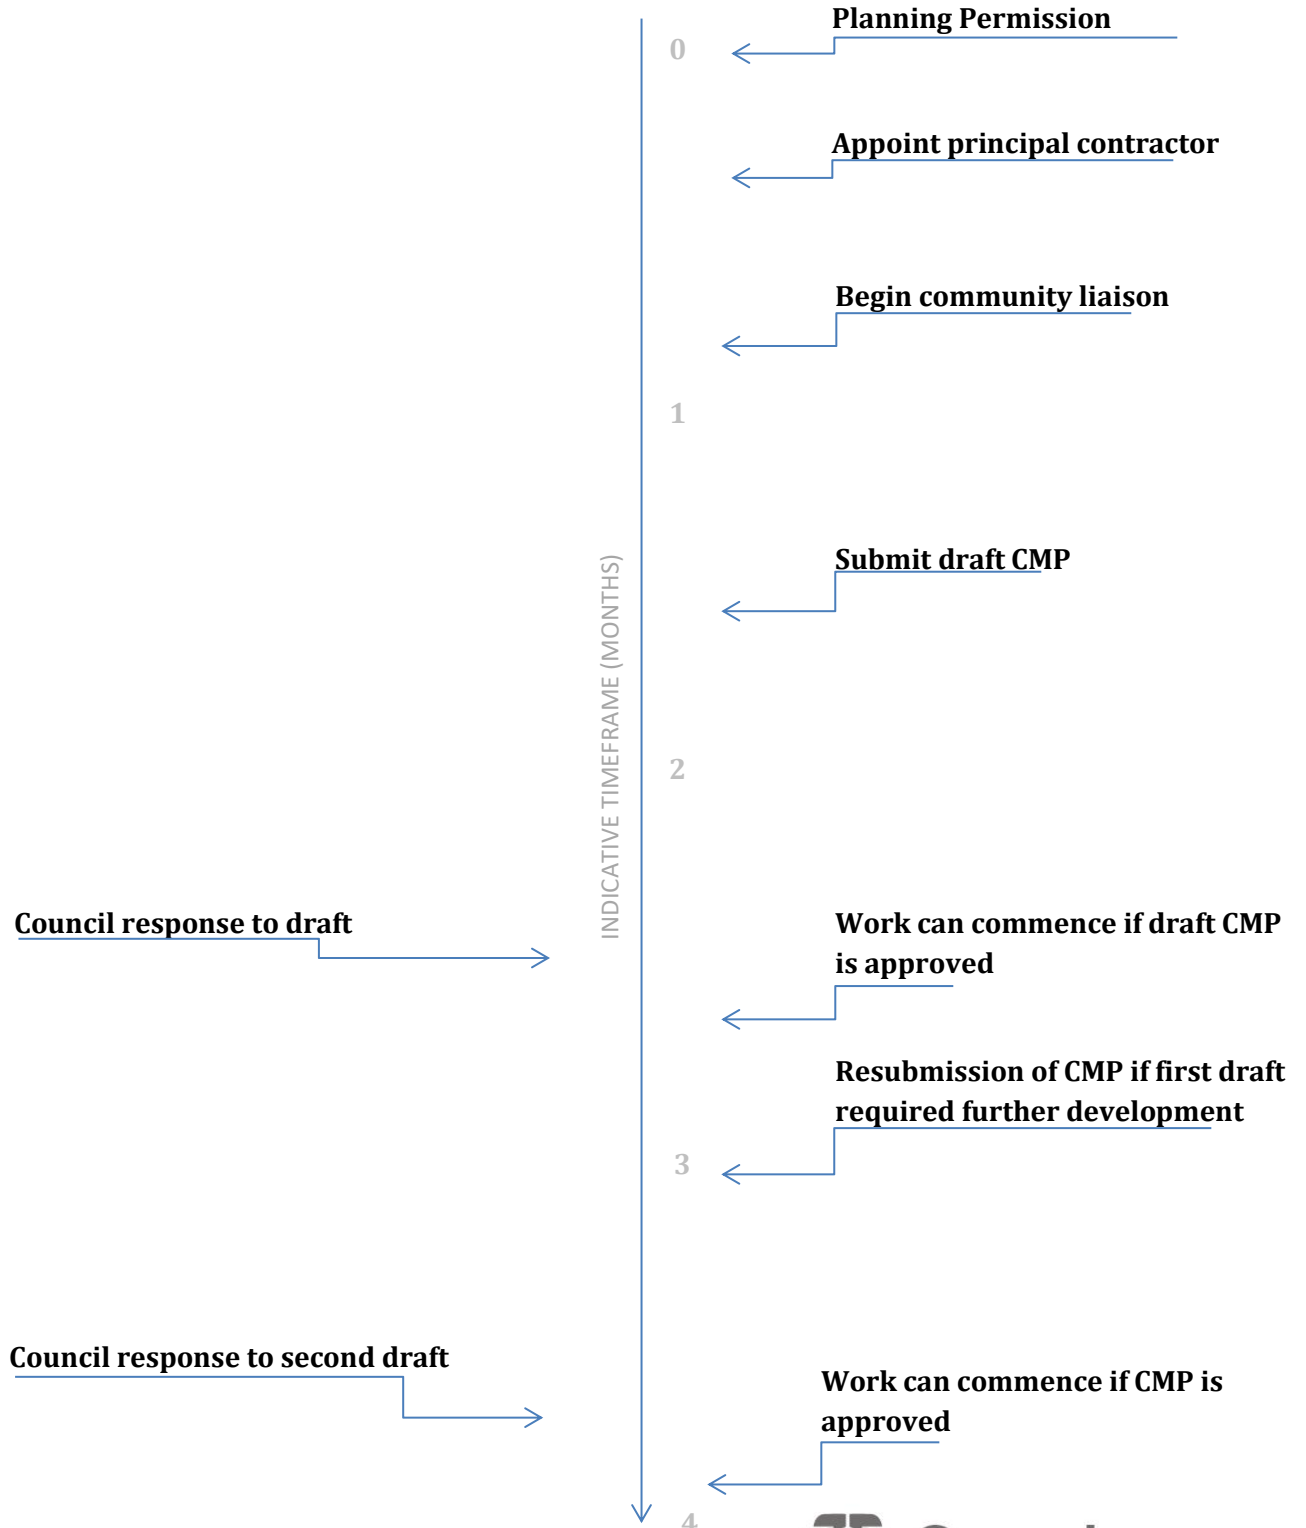 Planning Permission
0
Appoint principal contractor
Begin community liaison
1
Submit draft CMP
INDICATIVE TIMEFRAME (MONTHS)
2
Council response to draft
Work can commence if draft CMP
is approved
Resubmission of CMP if first draft
required further development
3
Council response to second draft
Work can commence if CMP is
approved
4